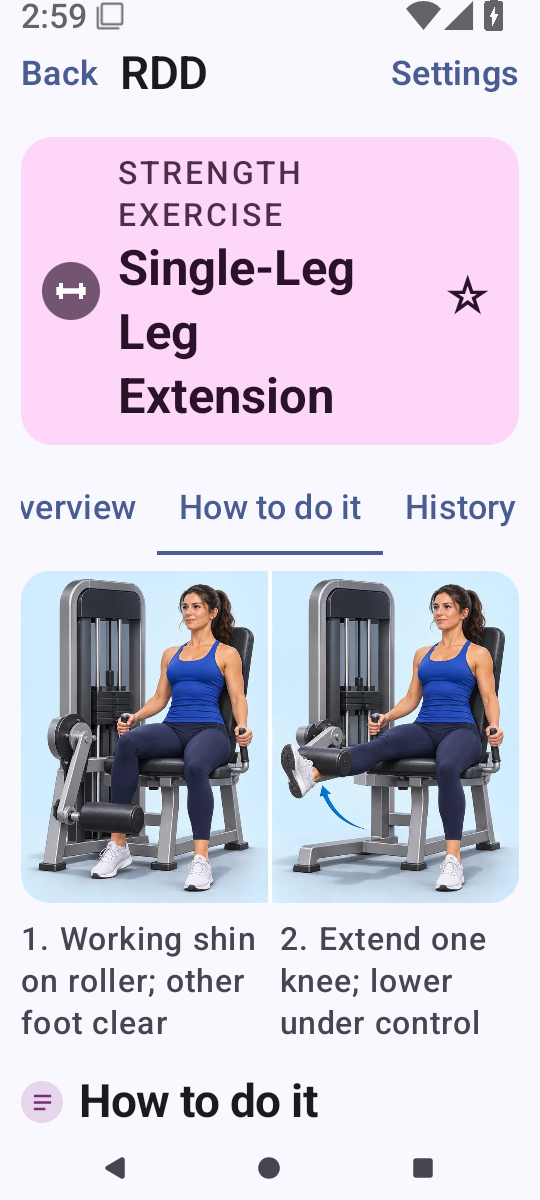 2:59
Back RDD Settings
STRENGTH
EXERCISE
Single-Leg
Leg
Extension
verview How to do it History
1. Working shin
on roller; other
foot clear
2. Extend one
knee; lower
under control
How to do it